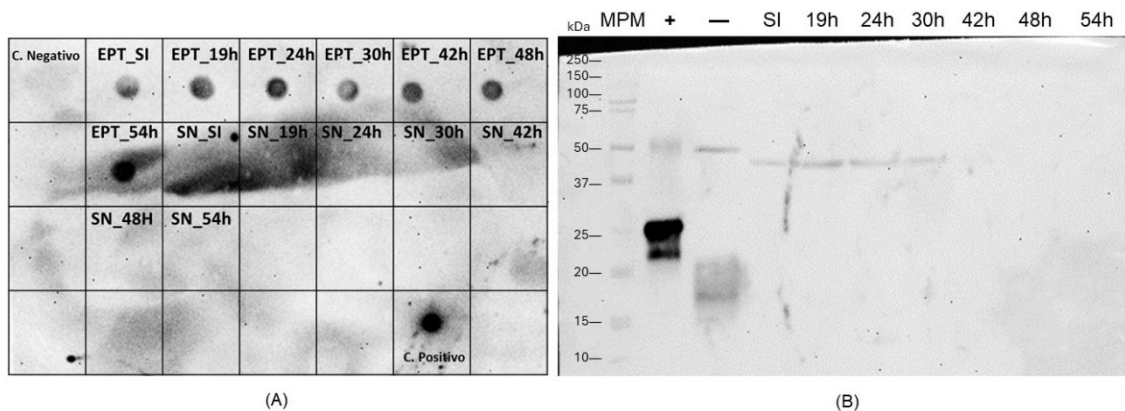 C. Negativo EPT_SI EPT_19h EPT_24h EPT_30h EPT_42h EPT_48h
EPT_54h SN_SI SN_19h SN_24h SN_30h SN_42h
SN_48H SN_54h
C. Positivo
(A)
kDa MPM + — SI 19h 24h 30h 42h 48h 54h
250—
150—
100—
75—
50—
37—
25—
20—
15—
10—
(B)